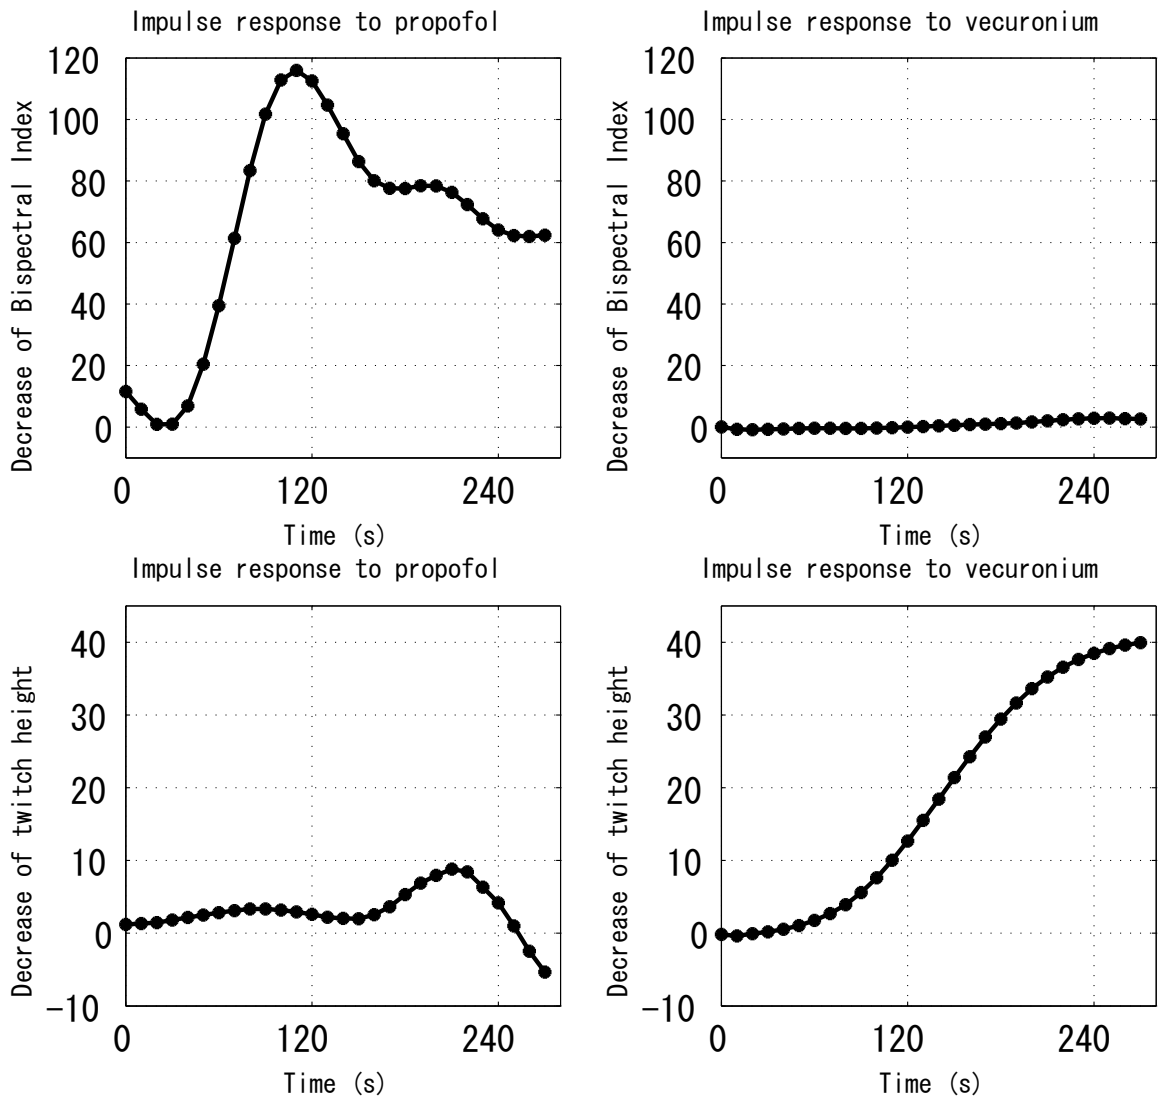 Impulse response to propofol
Decrease of Bispectral Index
120
100
80
60
40
20
0
0 120 240
Time (s)
Impulse response to vecuronium
Decrease of Bispectral Index
120
100
80
60
40
20
0
0 120 240
Time (s)
Impulse response to propofol
Decrease of twitch height
40
30
20
10
0
-10
0 120 240
Time (s)
Impulse response to vecuronium
Decrease of twitch height
40
30
20
10
0
-10
0 120 240
Time (s)